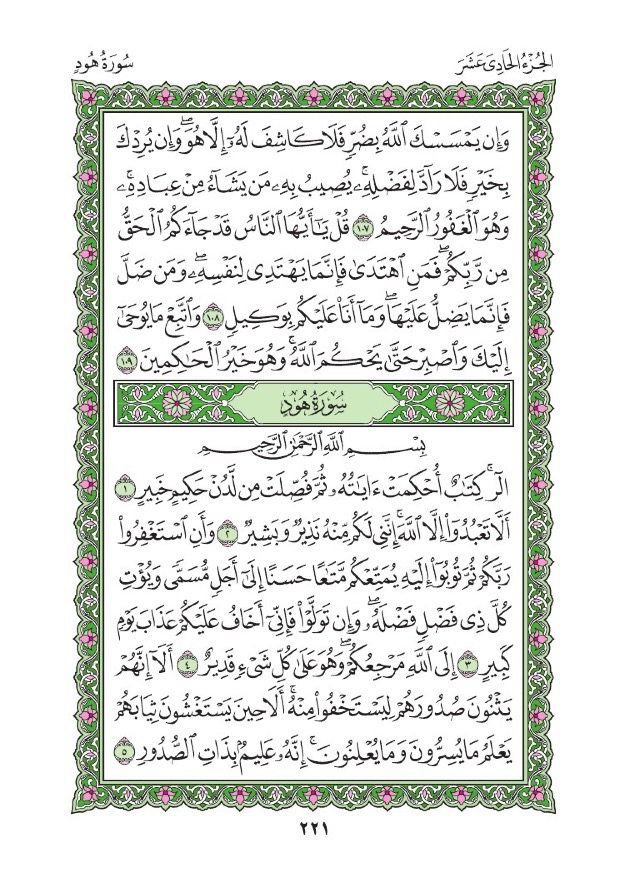 الجُزْءُ الحَادِىَ عَشَرَ
سُورَةُ هُودٍ
وَإِن يَمْسَسْكَ ٱللَّهُ بِضُرٍّ فَلَا كَاشِفَ لَهُۥٓ إِلَّا هُوَۖ وَإِن يُرِدْكَ
بِخَيْرٍ فَلَا رَآدَّ لِفَضْلِهِۦۚ يُصِيبُ بِهِۦ مَن يَشَآءُ مِنْ عِبَادِهِۦۚ
وَهُوَ ٱلْغَفُورُ ٱلرَّحِيمُ ١٠٧ قُلْ يَٰٓأَيُّهَا ٱلنَّاسُ قَدْ جَآءَكُمُ ٱلْحَقُّ
مِن رَّبِّكُمْۖ فَمَنِ ٱهْتَدَىٰ فَإِنَّمَا يَهْتَدِى لِنَفْسِهِۦۖ وَمَن ضَلَّ
فَإِنَّمَا يَضِلُّ عَلَيْهَاۖ وَمَآ أَنَا۠ عَلَيْكُم بِوَكِيلٍ ١٠٨ وَٱتَّبِعْ مَا يُوحَىٰٓ
إِلَيْكَ وَٱصْبِرْ حَتَّىٰ يَحْكُمَ ٱللَّهُۚ وَهُوَ خَيْرُ ٱلْحَٰكِمِينَ ١٠٩
سُورَةُ هُودٍ
بِسْمِ ٱللَّهِ ٱلرَّحْمَٰنِ ٱلرَّحِيمِ
الٓرۚ كِتَٰبٌ أُحْكِمَتْ ءَايَٰتُهُۥ ثُمَّ فُصِّلَتْ مِن لَّدُنْ حَكِيمٍ خَبِيرٍ ١
أَلَّا تَعْبُدُوٓا۟ إِلَّا ٱللَّهَۚ إِنَّنِى لَكُم مِّنْهُ نَذِيرٌ وَبَشِيرٌ ٢ وَأَنِ ٱسْتَغْفِرُوا۟
رَبَّكُمْ ثُمَّ تُوبُوٓا۟ إِلَيْهِ يُمَتِّعْكُم مَّتَٰعًا حَسَنًا إِلَىٰٓ أَجَلٍ مُّسَمًّى وَيُؤْتِ
كُلَّ ذِى فَضْلٍ فَضْلَهُۥۖ وَإِن تَوَلَّوْا۟ فَإِنِّىٓ أَخَافُ عَلَيْكُمْ عَذَابَ يَوْمٍ
كَبِيرٍ ٣ إِلَى ٱللَّهِ مَرْجِعُكُمْۖ وَهُوَ عَلَىٰ كُلِّ شَىْءٍ قَدِيرٌ ٤ أَلَآ إِنَّهُمْ
يَثْنُونَ صُدُورَهُمْ لِيَسْتَخْفُوا۟ مِنْهُۚ أَلَا حِينَ يَسْتَغْشُونَ ثِيَابَهُمْ
يَعْلَمُ مَا يُسِرُّونَ وَمَا يُعْلِنُونَۚ إِنَّهُۥ عَلِيمٌۢ بِذَاتِ ٱلصُّدُورِ ٥
٢٢١